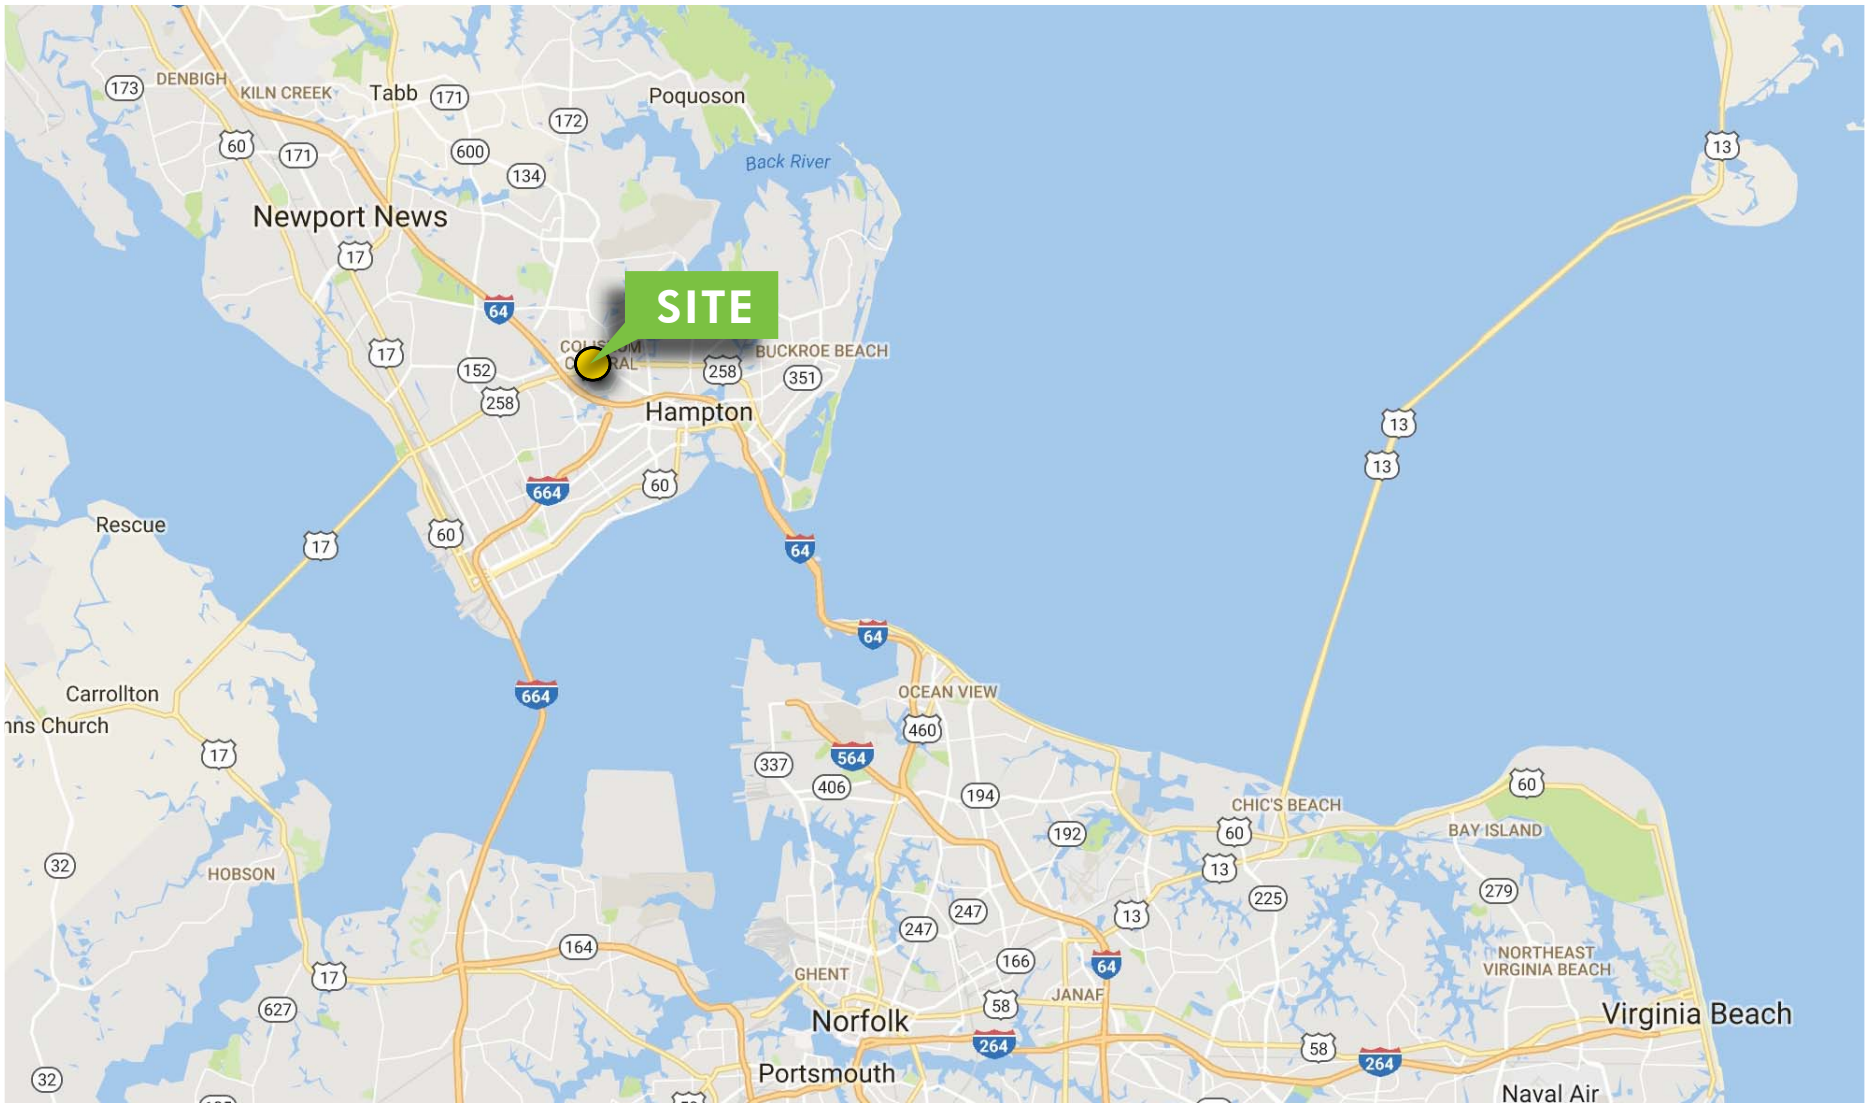 DENBIGH
173
KILN CREEK
Tabb
171
Poquoson
172
60
171
600
134
Back River
13
Newport News
17
64
SITE
17
BUCKROE BEACH
152
258
351
258
Hampton
13
13
664
60
Rescue
17
60
64
64
Carrollton
664
OCEAN VIEW
nns Church
460
17
564
337
406
194
60
CHIC'S BEACH
192
60
BAY ISLAND
32
13
HOBSON
279
225
247
13
247
164
NORTHEAST
VIRGINIA BEACH
166
64
GHENT
17
JANAF
58
627
Norfolk
Virginia Beach
264
58
264
Portsmouth
32
Naval Air